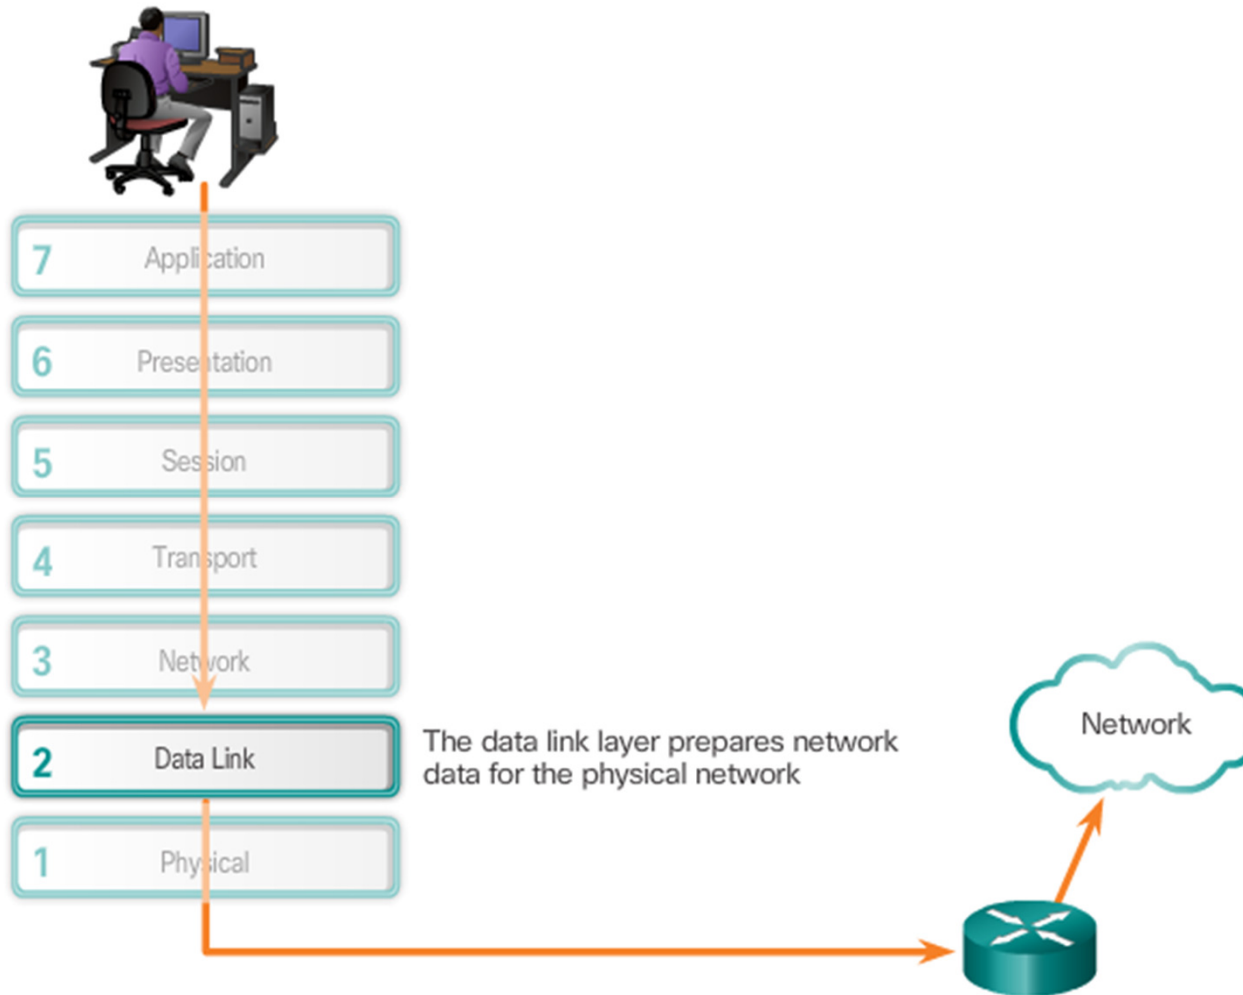 7 Application
6 Presentation
5 Session
4 Transport
3 Network
2 Data Link
The data link layer prepares network
data for the physical network
1 Physical
Network